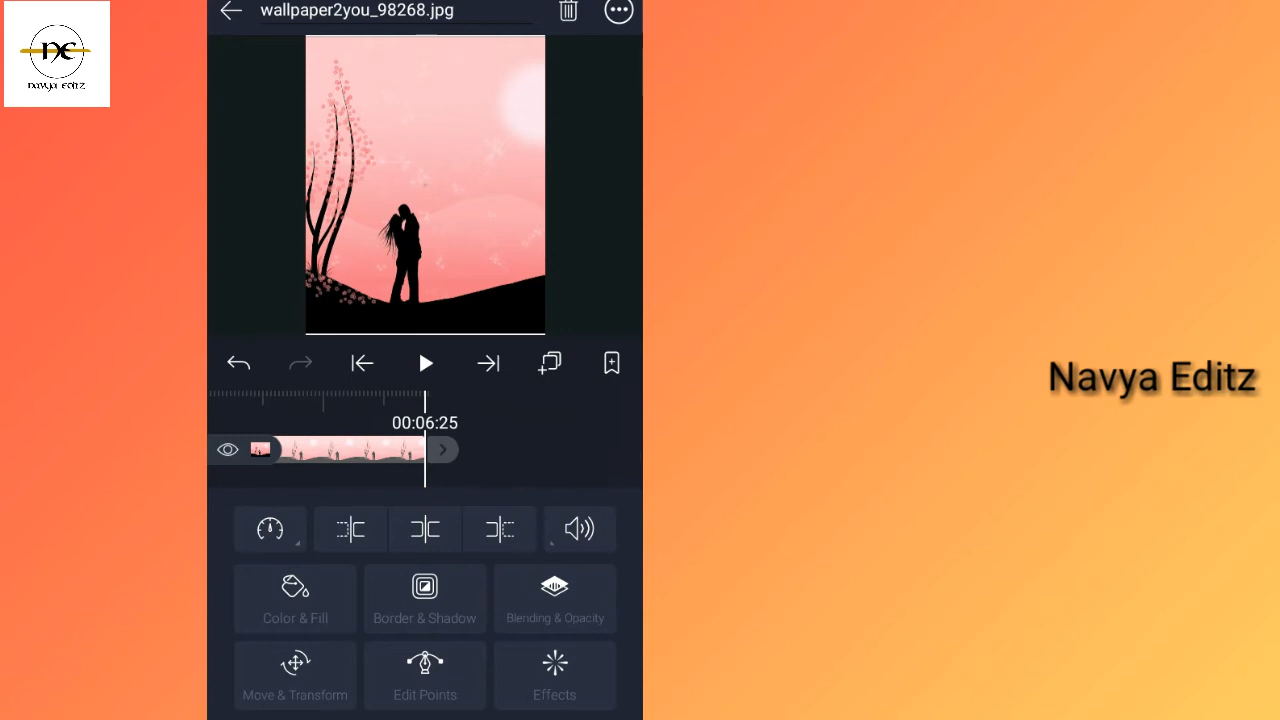 wallpaper2you_98268.jpg
NE
Navya Editz
Navya Editz
00:06:25
Color & Fill
Border & Shadow
Blending & Opacity
Move & Transform
Edit Points
Effects